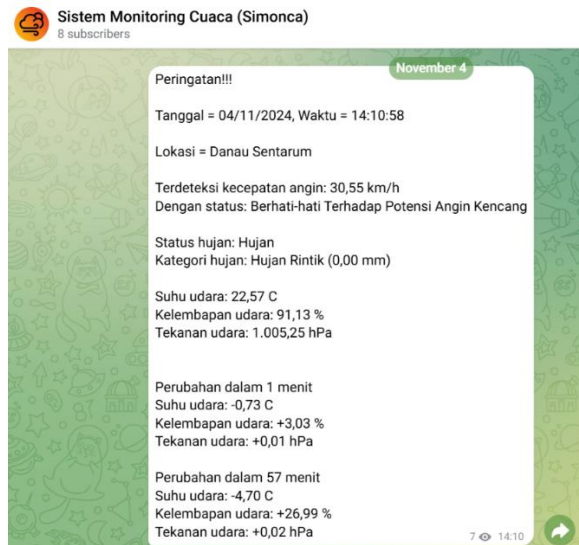 Sistem Monitoring Cuaca (Simonca)
8 subscribers
November 4
Peringatan!!!
Tanggal = 04/11/2024, Waktu = 14:10:58
Lokasi = Danau Sentarum
Terdeteksi kecepatan angin: 30,55 km/h
Dengan status: Berhati-hati Terhadap Potensi Angin Kencang
Status hujan: Hujan
Kategori hujan: Hujan Rintik (0,00 mm)
Suhu udara: 22,57 C
Kelembapan udara: 91,13 %
Tekanan udara: 1.005,25 hPa
Perubahan dalam 1 menit
Suhu udara: -0,73 C
Kelembapan udara: +3,03 %
Tekanan udara: +0,01 hPa
Perubahan dalam 57 menit
Suhu udara: -4,70 C
Kelembapan udara: +26,99 %
Tekanan udara: +0,02 hPa
7 14:10